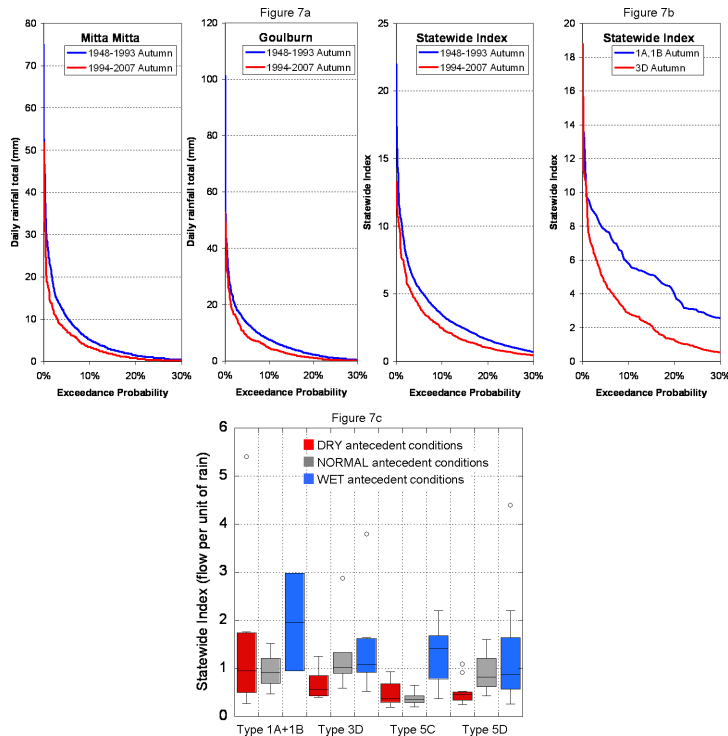 Figure 7a
Figure 7b
Mitta Mitta
1948-1993 Autumn
1994-2007 Autumn
Daily rainfall total (mm)
80
70
60
50
40
30
20
10
0
0% 10% 20% 30%
Exceedance Probability
Goulburn
1948-1993 Autumn
1994-2007 Autumn
Daily rainfall total (mm)
120
100
80
60
40
20
0
0% 10% 20% 30%
Exceedance Probability
Statewide Index
1948-1993 Autumn
1994-2007 Autumn
Statewide Index
25
20
15
10
5
0
0% 10% 20% 30%
Exceedance Probability
Statewide Index
1A,1B Autumn
3D Autumn
Statewide Index
20
18
16
14
12
10
8
6
4
2
0
0% 10% 20% 30%
Exceedance Probability
Figure 7c
DRY antecedent conditions
NORMAL antecedent conditions
WET antecedent conditions
Statewide Index (flow per unit of rain)
6
5
4
3
2
1
0
Type 1A+1B Type 3D Type 5C Type 5D